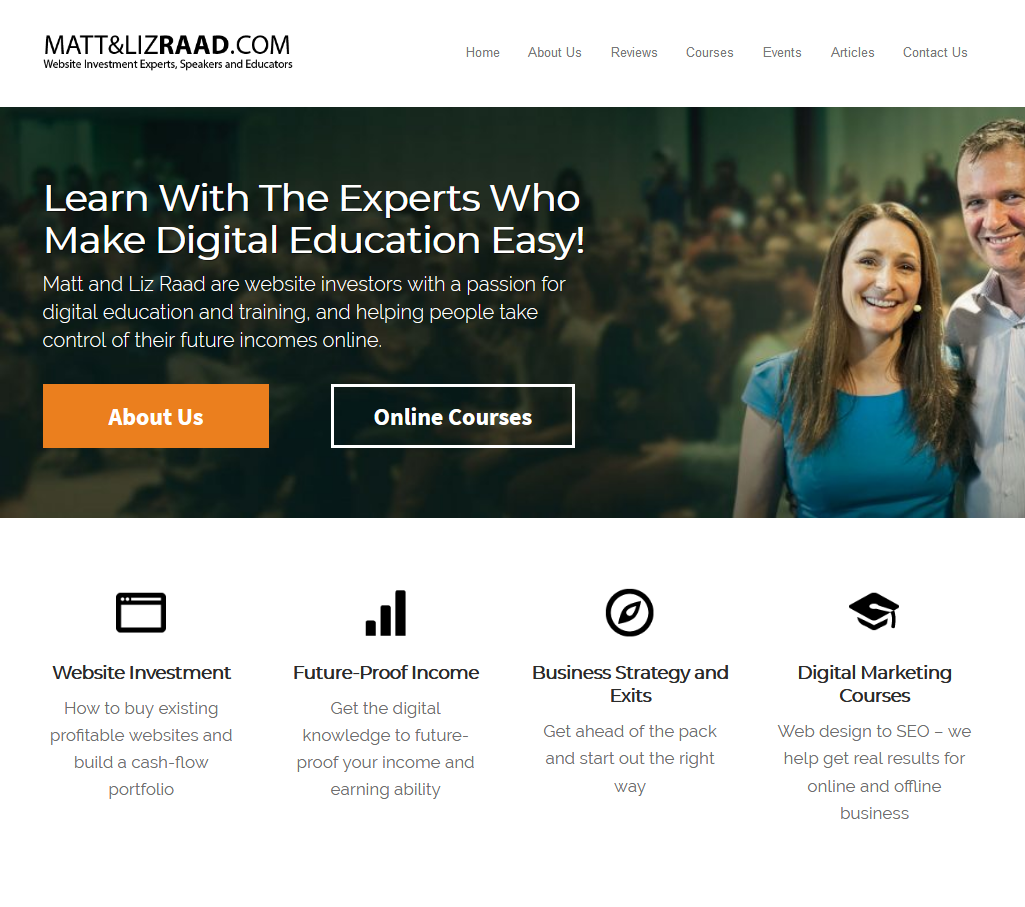 MATT&LIZRAAD.COM
Website Investment Experts, Speakers and Educators
Home About Us Reviews Courses Events Articles Contact Us
Learn With The Experts Who
Make Digital Education Easy!
Matt and Liz Raad are website investors with a passion for
digital education and training, and helping people take
control of their future incomes online.
About Us
Online Courses
Website Investment
How to buy existing
profitable websites and
build a cash-flow
portfolio
Future-Proof Income
Get the digital
knowledge to future-
proof your income and
earning ability
Business Strategy and
Exits
Get ahead of the pack
and start out the right
way
Digital Marketing
Courses
Web design to SEO – we
help get real results for
online and offline
business